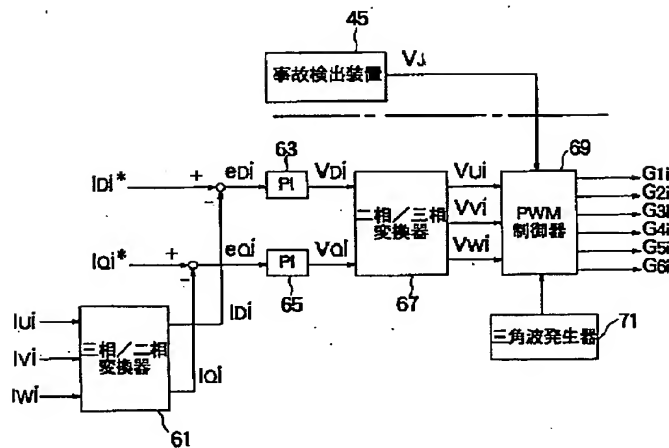 45
事故検出装置
VJ
63
69
IDi*
+
−
eDi
PI
VDi
二相／三相
変換器
VUi
VVi
VWi
PWM
制御器
G1i
G2i
G3i
G4i
G5i
G6i
IQi*
+
−
eQi
PI
VQi
65
67
IDi
IUi
IVi
IWi
三相／二相
変換器
IQi
61
三角波発生器
71